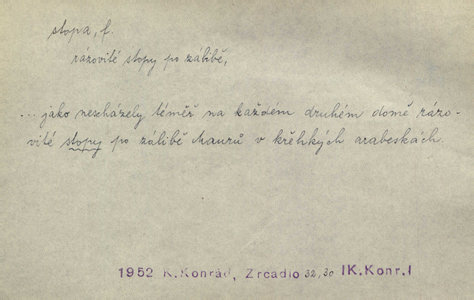 stopa, f.
rázovité stopy po zálibě,
... jako nescházely téměř na každém druhém domě rázo-
vité stopy po zálibě Maurů v křehkých arabeskách.
1952 K.Konrád, Zrcadlo 32,30 IK.Konr.I